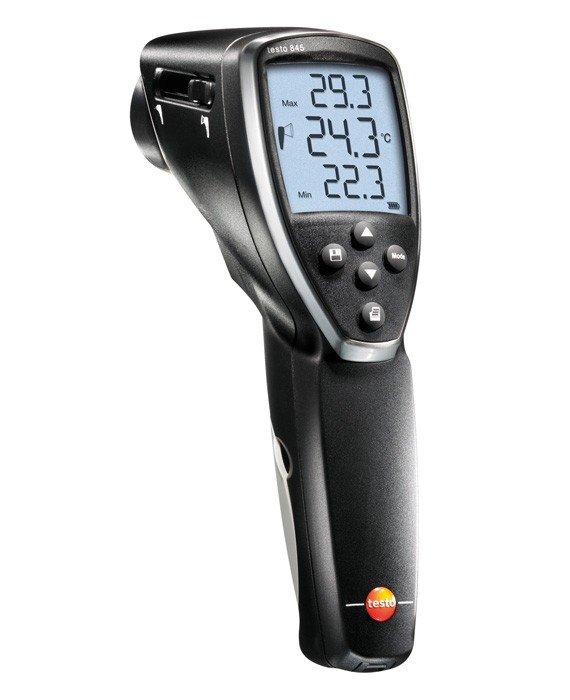 testo 845
Max 29.3
24.3 °C
Min 22.3
Mode
testo